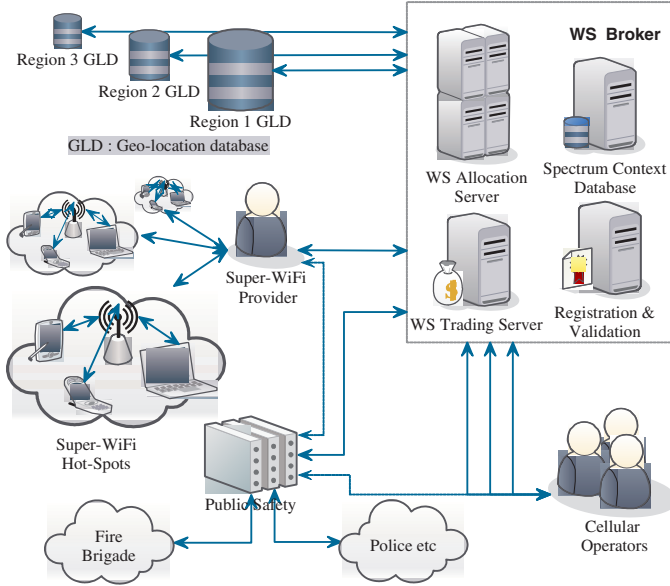 WS Broker
Region 3 GLD
Region 2 GLD
Region 1 GLD
GLD : Geo-location database
WS Allocation
Server
Spectrum Context
Database
Super-WiFi
Provider
WS Trading Server
Registration &
Validation
Super-WiFi
Hot-Spots
Public Safety
Fire
Brigade
Police etc
Cellular
Operators